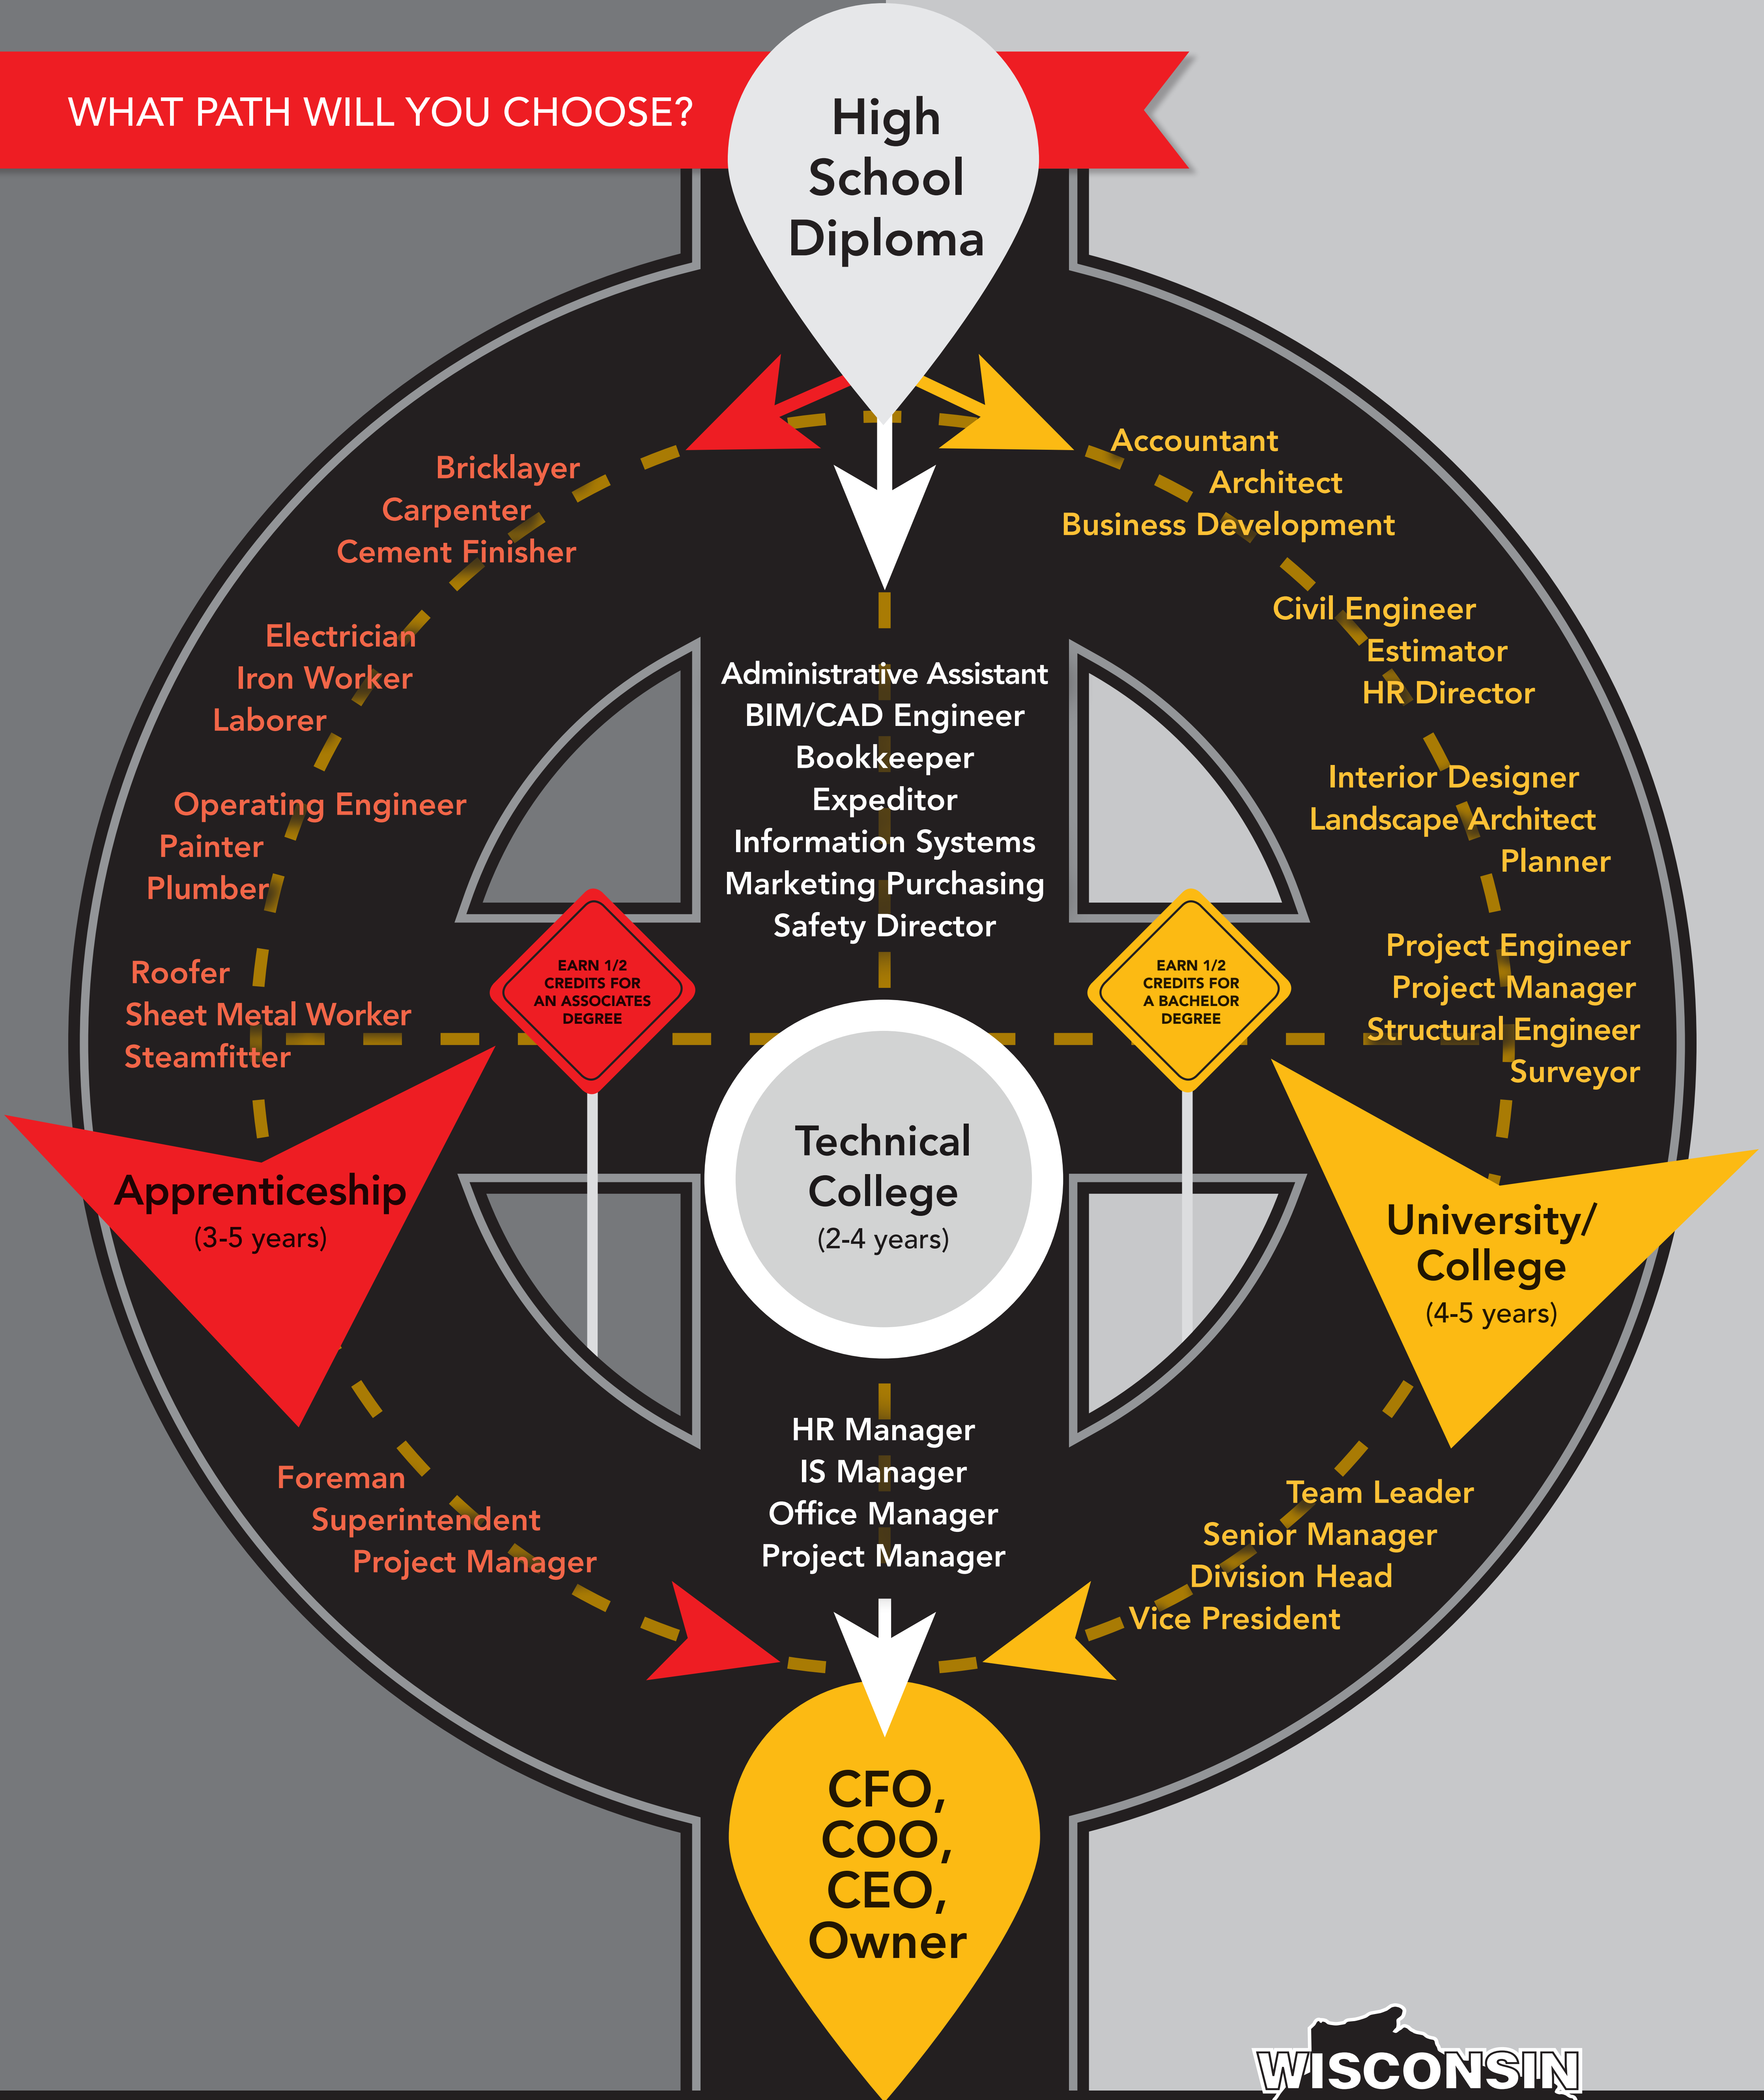 WHAT PATH WILL YOU CHOOSE?
High
School
Diploma
Bricklayer
Carpenter
Cement Finisher
Electrician
Iron Worker
Laborer
Operating Engineer
Painter
Plumber
Roofer
Sheet Metal Worker
Steamfitter
Administrative Assistant
BIM/CAD Engineer
Bookkeeper
Expeditor
Information Systems
Marketing Purchasing
Safety Director
Accountant
Architect
Business Development
Civil Engineer
Estimator
HR Director
Interior Designer
Landscape Architect
Planner
Project Engineer
Project Manager
Structural Engineer
Surveyor
EARN 1/2
CREDITS FOR
AN ASSOCIATES
DEGREE
EARN 1/2
CREDITS FOR
A BACHELOR
DEGREE
Apprenticeship
(3-5 years)
Technical
College
(2-4 years)
University/
College
(4-5 years)
Foreman
Superintendent
Project Manager
HR Manager
IS Manager
Office Manager
Project Manager
Team Leader
Senior Manager
Division Head
Vice President
CFO,
COO,
CEO,
Owner
WISCONSIN